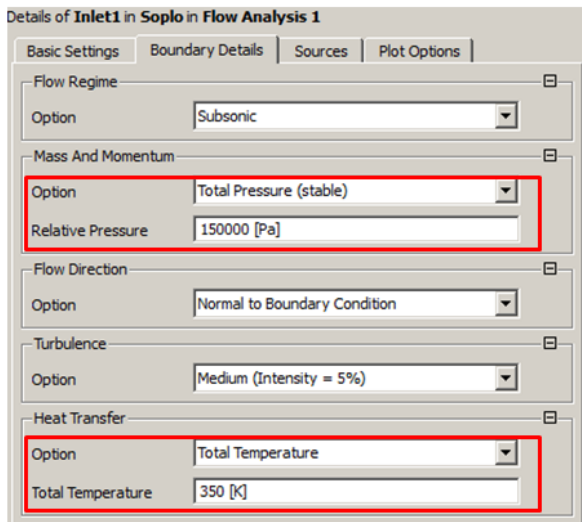 Details of Inlet1 in Soplo in Flow Analysis 1
Basic Settings Boundary Details Sources Plot Options
Flow Regime
Option Subsonic
Mass And Momentum
Option Total Pressure (stable)
Relative Pressure 150000 [Pa]
Flow Direction
Option Normal to Boundary Condition
Turbulence
Option Medium (Intensity = 5%)
Heat Transfer
Option Total Temperature
Total Temperature 350 [K]